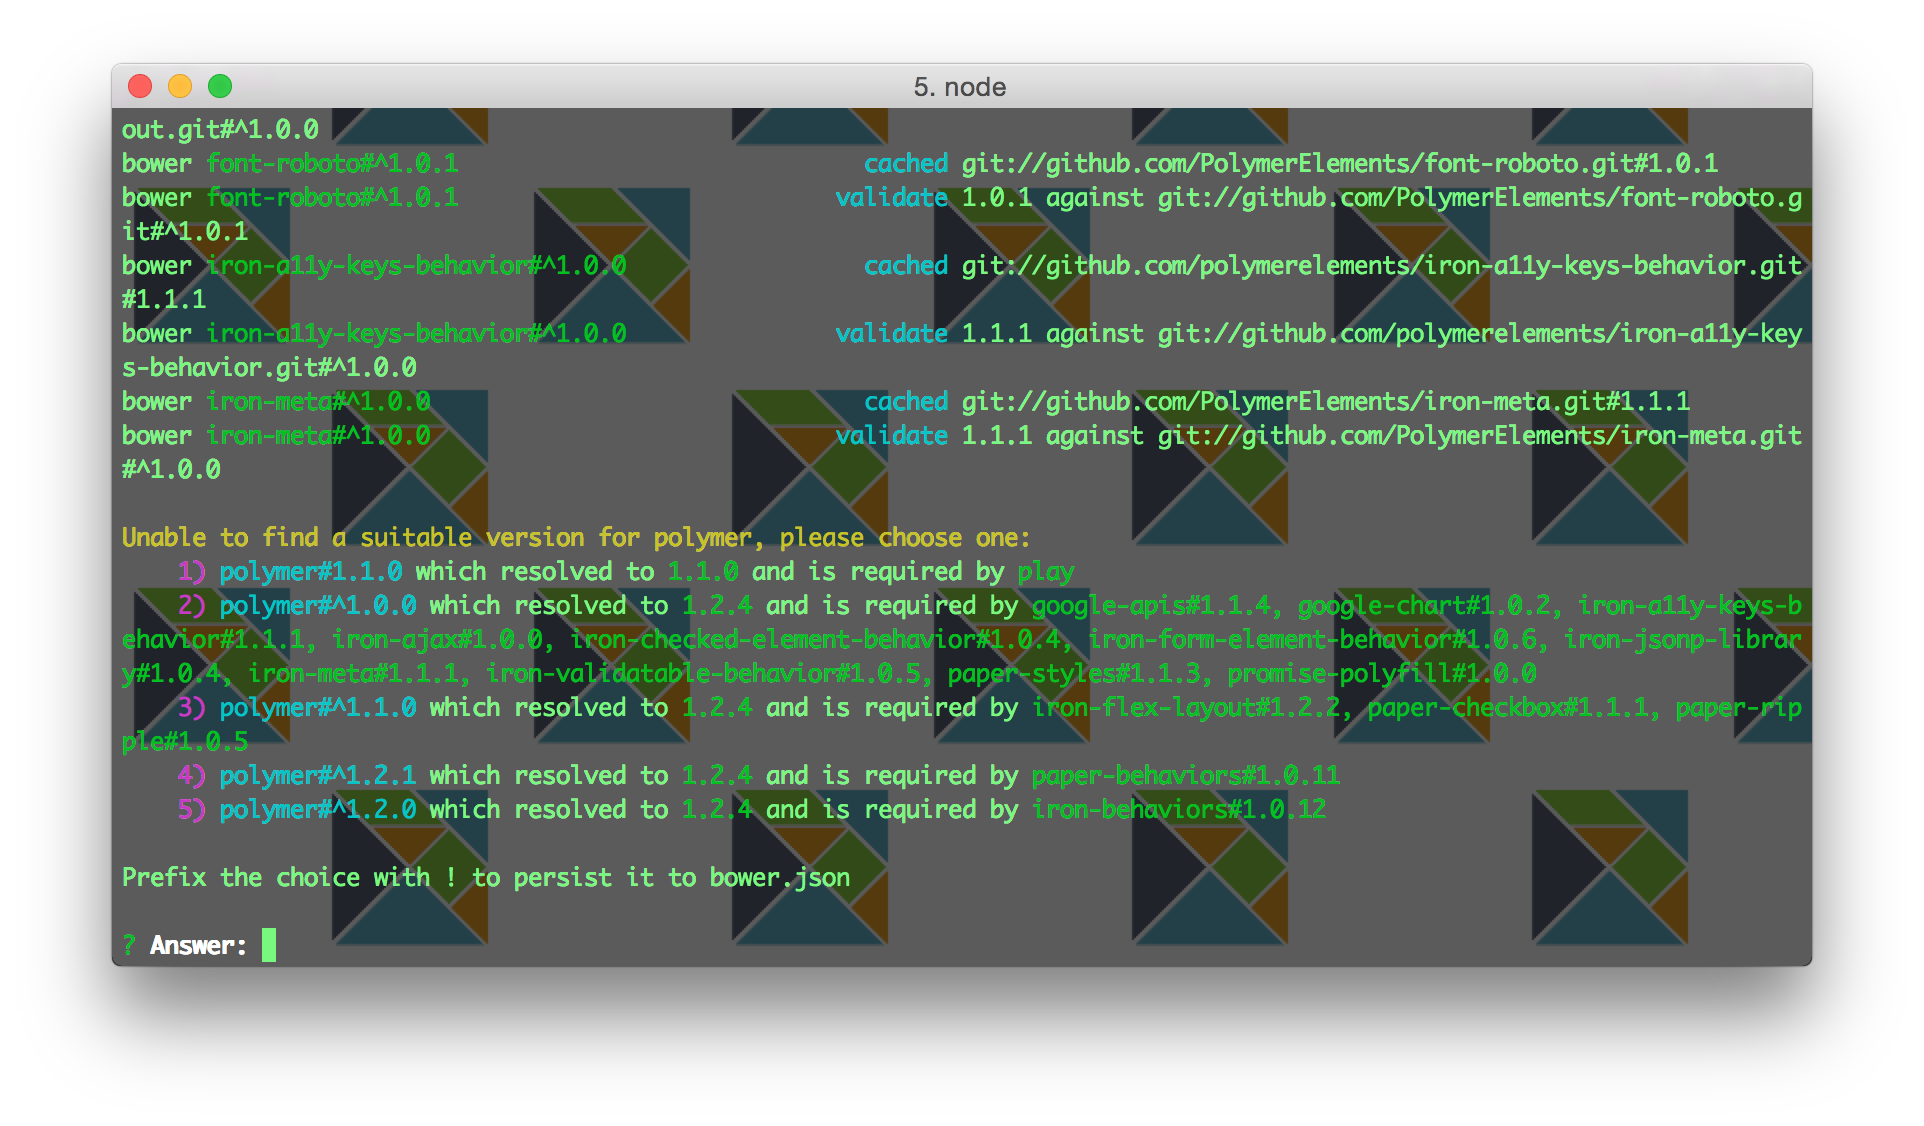 5. node
out.git#^1.0.0
bower font-roboto#^1.0.1 cached git://github.com/PolymerElements/font-roboto.git#1.0.1
bower font-roboto#^1.0.1 validate 1.0.1 against git://github.com/PolymerElements/font-roboto.g
it#^1.0.1
bower iron-a11y-keys-behavior#^1.0.0 cached git://github.com/polymerelements/iron-a11y-keys-behavior.git
#1.1.1
bower iron-a11y-keys-behavior#^1.0.0 validate 1.1.1 against git://github.com/polymerelements/iron-a11y-key
s-behavior.git#^1.0.0
bower iron-meta#^1.0.0 cached git://github.com/PolymerElements/iron-meta.git#1.1.1
bower iron-meta#^1.0.0 validate 1.1.1 against git://github.com/PolymerElements/iron-meta.git
#^1.0.0
Unable to find a suitable version for polymer, please choose one:
1) polymer#1.1.0 which resolved to 1.1.0 and is required by play
2) polymer#^1.0.0 which resolved to 1.2.4 and is required by google-apis#1.1.4, google-chart#1.0.2, iron-a11y-keys-b
ehavior#1.1.1, iron-ajax#1.0.0, iron-checked-element-behavior#1.0.4, iron-form-element-behavior#1.0.6, iron-jsonp-librar
y#1.0.4, iron-meta#1.1.1, iron-validatable-behavior#1.0.5, paper-styles#1.1.3, promise-polyfill#1.0.0
3) polymer#^1.1.0 which resolved to 1.2.4 and is required by iron-flex-layout#1.2.2, paper-checkbox#1.1.1, paper-rip
ple#1.0.5
4) polymer#^1.2.1 which resolved to 1.2.4 and is required by paper-behaviors#1.0.11
5) polymer#^1.2.0 which resolved to 1.2.4 and is required by iron-behaviors#1.0.12
Prefix the choice with ! to persist it to bower.json
? Answer: